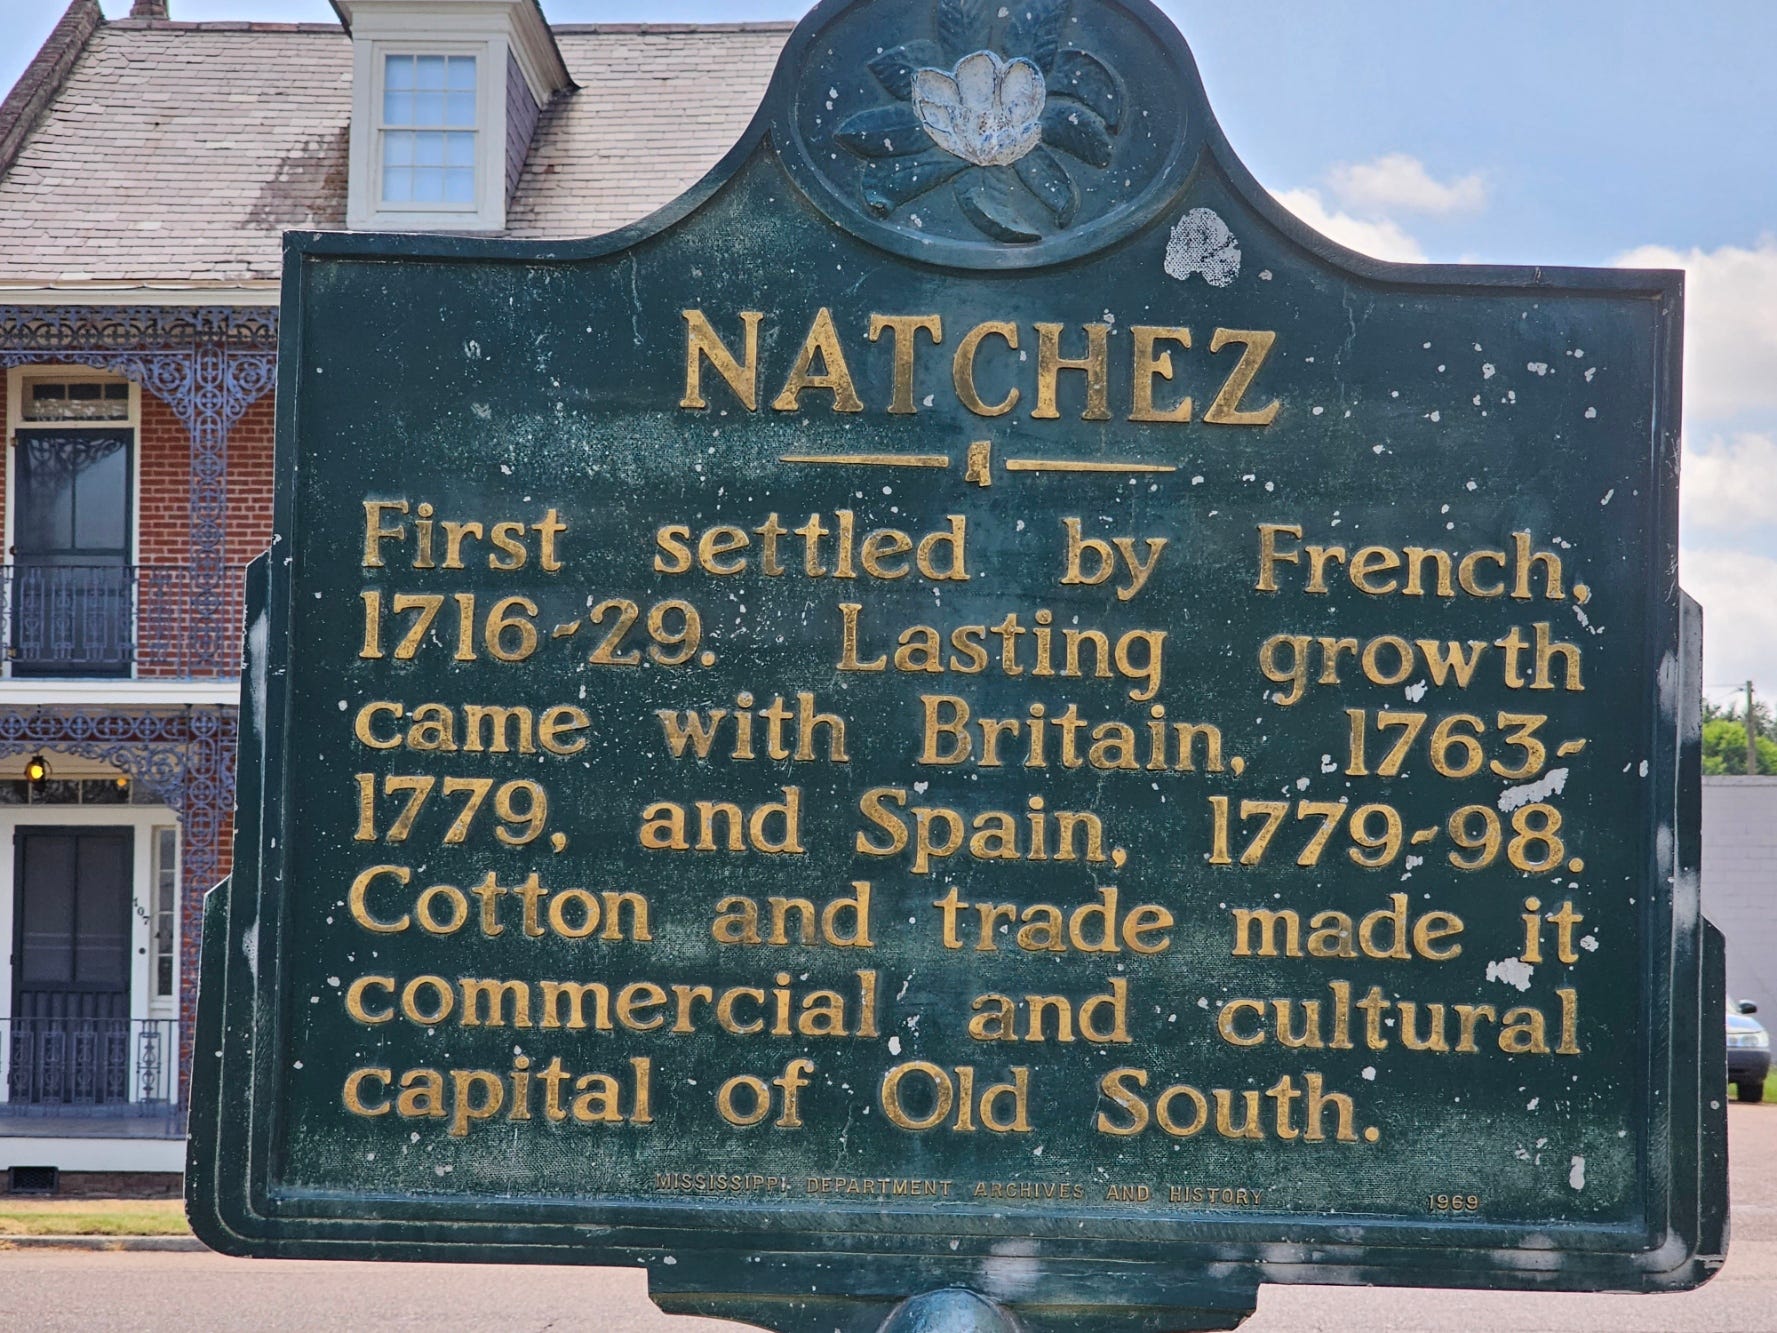 NATCHEZ
First settled by French,
1716-29. Lasting growth
came with Britain, 1763-
1779, and Spain, 1779-98.
Cotton and trade made it
commercial and cultural
capital of Old South.
MISSISSIPPI DEPARTMENT ARCHIVES AND HISTORY 1969
107